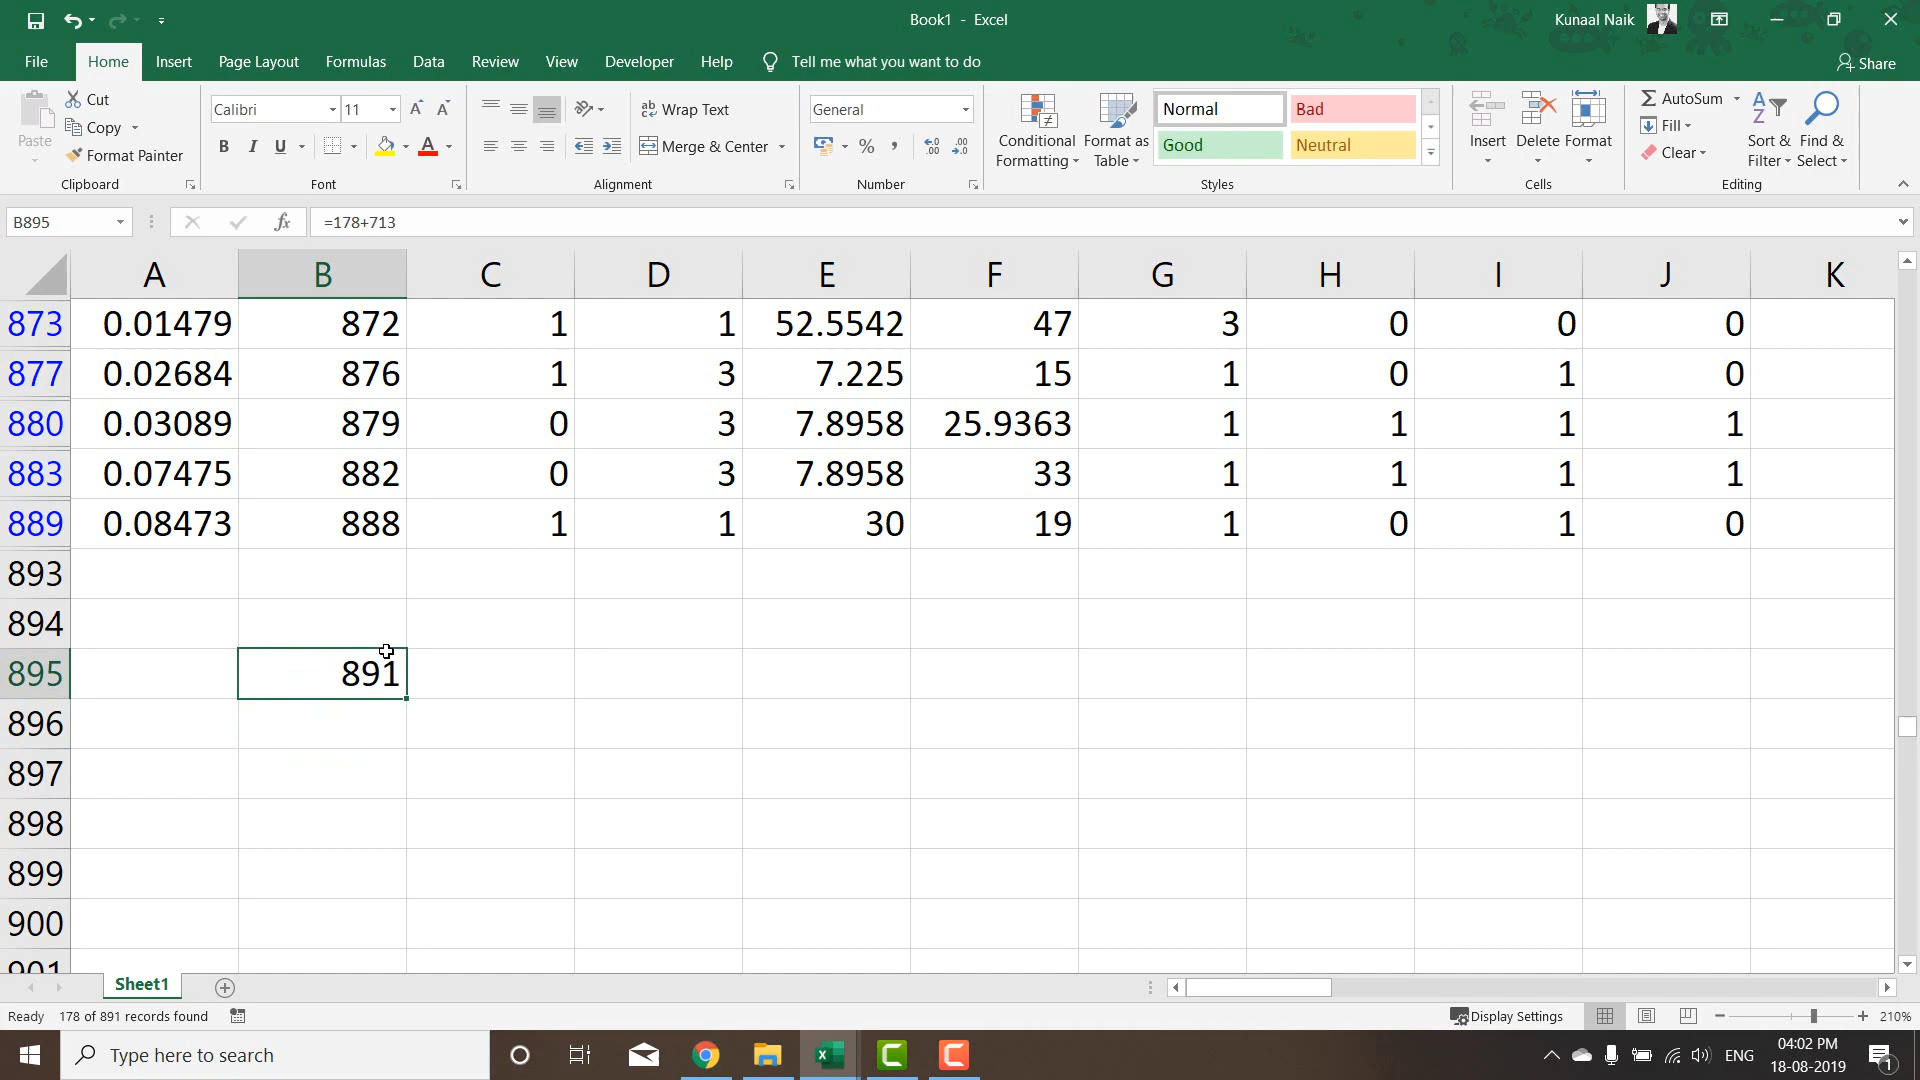 Book1 - Excel
Kunaal Naik
File Home Insert Page Layout Formulas Data Review View Developer Help Tell me what you want to do
Share
Paste
Cut
Copy
Format Painter
Clipboard
Calibri 11
B I U
Font
Wrap Text
Merge & Center
Alignment
General
Number
Conditional Formatting
Format as Table
Normal Bad
Good Neutral
Styles
Insert Delete Format
Cells
AutoSum
Fill
Clear
Sort & Filter
Find & Select
Editing
B895 fx =178+713
A B C D E F G H I J K
873 0.01479 872 1 1 52.5542 47 3 0 0 0
877 0.02684 876 1 3 7.225 15 1 0 1 0
880 0.03089 879 0 3 7.8958 25.9363 1 1 1 1
883 0.07475 882 0 3 7.8958 33 1 1 1 1
889 0.08473 888 1 1 30 19 1 0 1 0
893
894
895 891
896
897
898
899
900
901
Sheet1
Ready 178 of 891 records found Display Settings 210%
Type here to search ENG 04:02 PM
18-08-2019
1